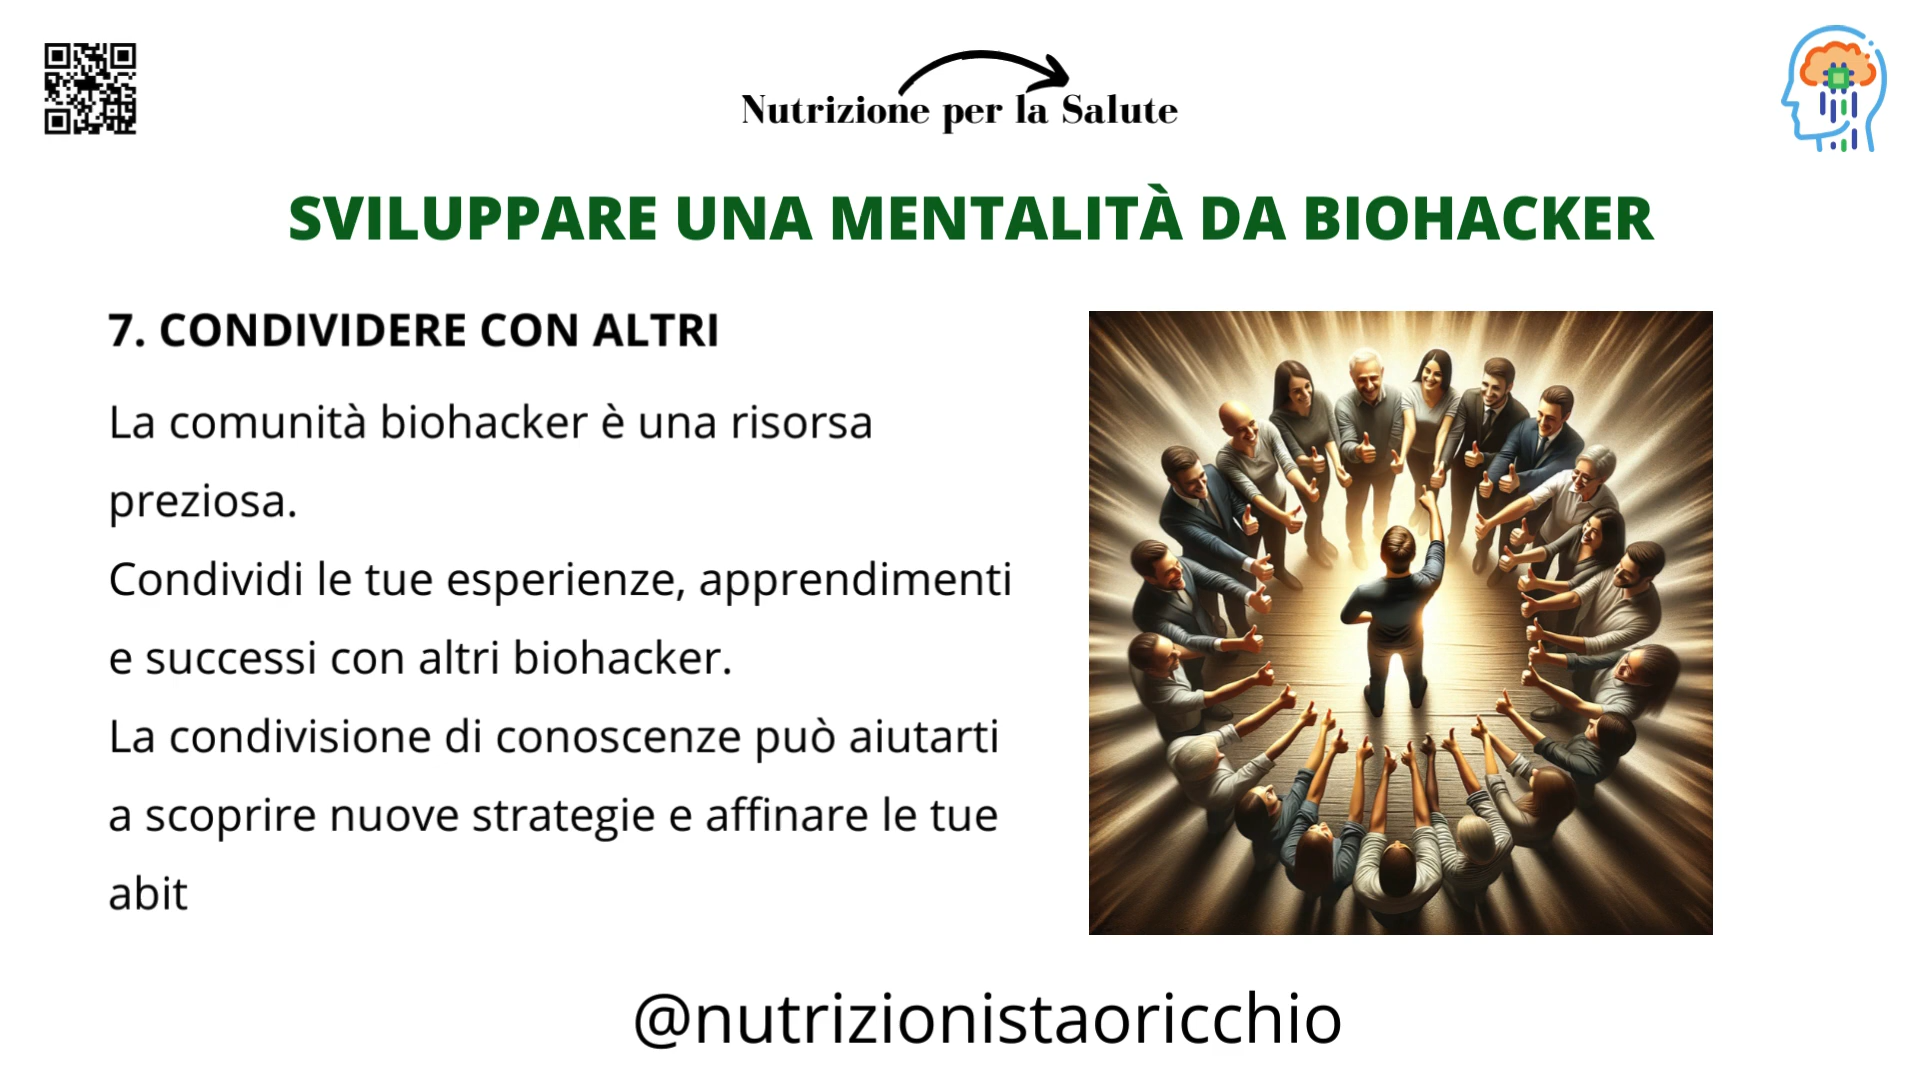 Nutrizione per la Salute
SVILUPPARE UNA MENTALITÀ DA BIOHACKER
7. CONDIVIDERE CON ALTRI
La comunità biohacker è una risorsa
preziosa.
Condividi le tue esperienze, apprendimenti
e successi con altri biohacker.
La condivisione di conoscenze può aiutarti
a scoprire nuove strategie e affinare le tue
abit
@nutrizionistaoricchio